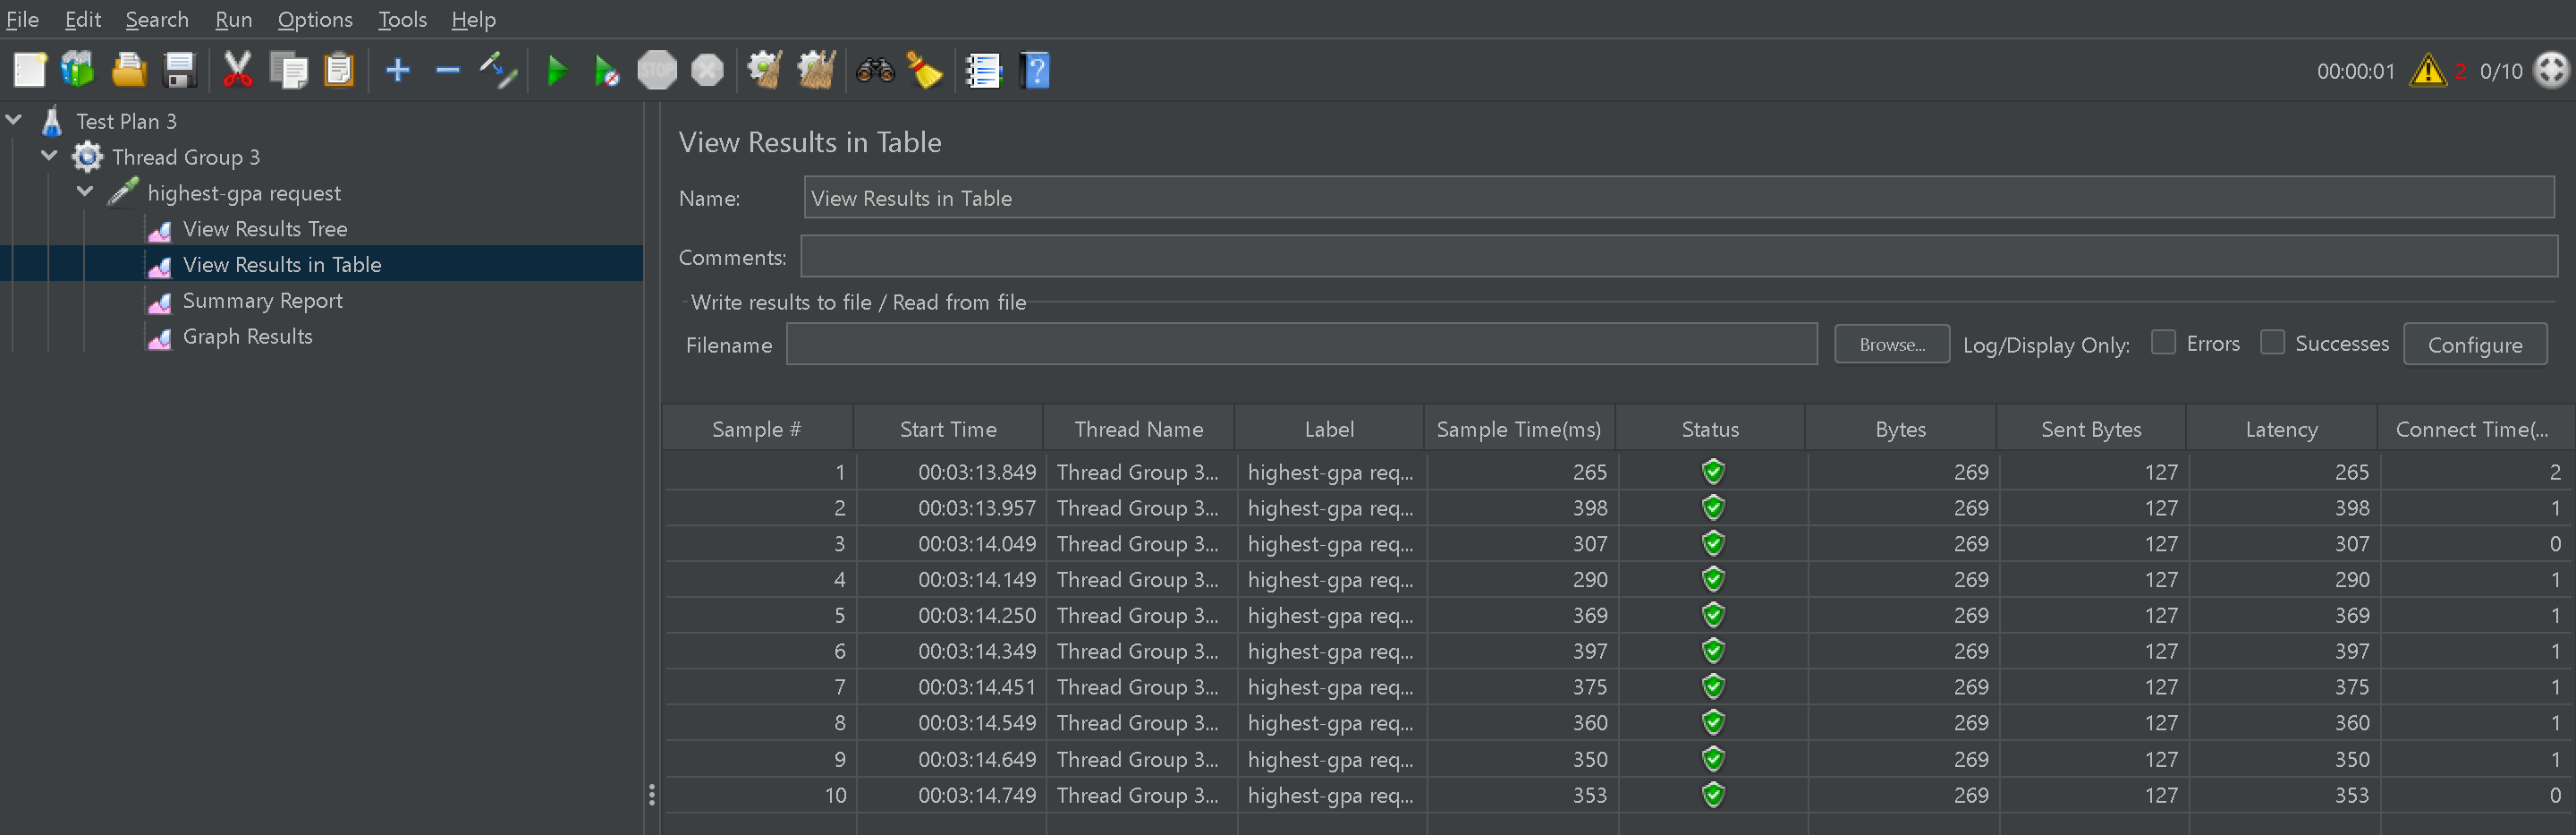 File Edit Search Run Options Tools Help
STOP
00:00:01 2 0/10
Test Plan 3
Thread Group 3
highest-gpa request
View Results Tree
View Results in Table
Summary Report
Graph Results
View Results in Table
Name: View Results in Table
Comments:
Write results to file / Read from file
Filename Browse... Log/Display Only: Errors Successes Configure
Sample # Start Time Thread Name Label Sample Time(ms) Status Bytes Sent Bytes Latency Connect Time(...
1 00:03:13.849 Thread Group 3... highest-gpa req... 265 269 127 265 2
2 00:03:13.957 Thread Group 3... highest-gpa req... 398 269 127 398 1
3 00:03:14.049 Thread Group 3... highest-gpa req... 307 269 127 307 0
4 00:03:14.149 Thread Group 3... highest-gpa req... 290 269 127 290 1
5 00:03:14.250 Thread Group 3... highest-gpa req... 369 269 127 369 1
6 00:03:14.349 Thread Group 3... highest-gpa req... 397 269 127 397 1
7 00:03:14.451 Thread Group 3... highest-gpa req... 375 269 127 375 1
8 00:03:14.549 Thread Group 3... highest-gpa req... 360 269 127 360 1
9 00:03:14.649 Thread Group 3... highest-gpa req... 350 269 127 350 1
10 00:03:14.749 Thread Group 3... highest-gpa req... 353 269 127 353 0